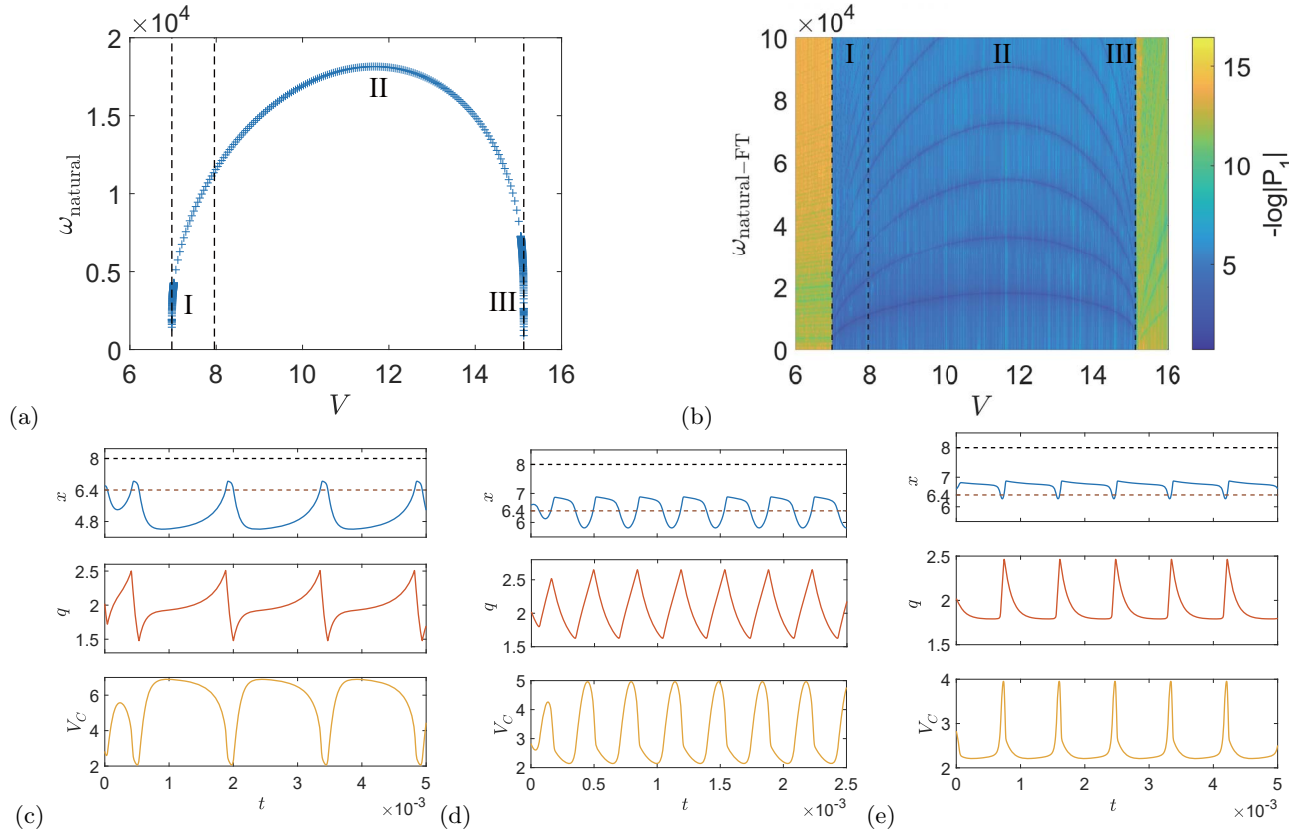 ×10⁴
2
1.5
1
0.5
0
ω_natural
I
II
III
6 8 10 12 14 16
V
(a)
×10⁴
10
8
6
4
2
0
ω_natural−FT
I II III
6 8 10 12 14 16
V
15
10
5
-log|P_1|
(b)
8
6.4
4.8
x
2.5
2
1.5
q
6
4
2
V_C
0 1 2 3 4 5
t ×10⁻³
(c)
8
7
6.4
6
x
2.5
2
1.5
q
5
4
3
2
V_C
0 0.5 1 1.5 2 2.5
t ×10⁻³
(d)
8
7
6.4
x
2.5
2
1.5
q
4
3
2
V_C
0 1 2 3 4 5
t ×10⁻³
(e)